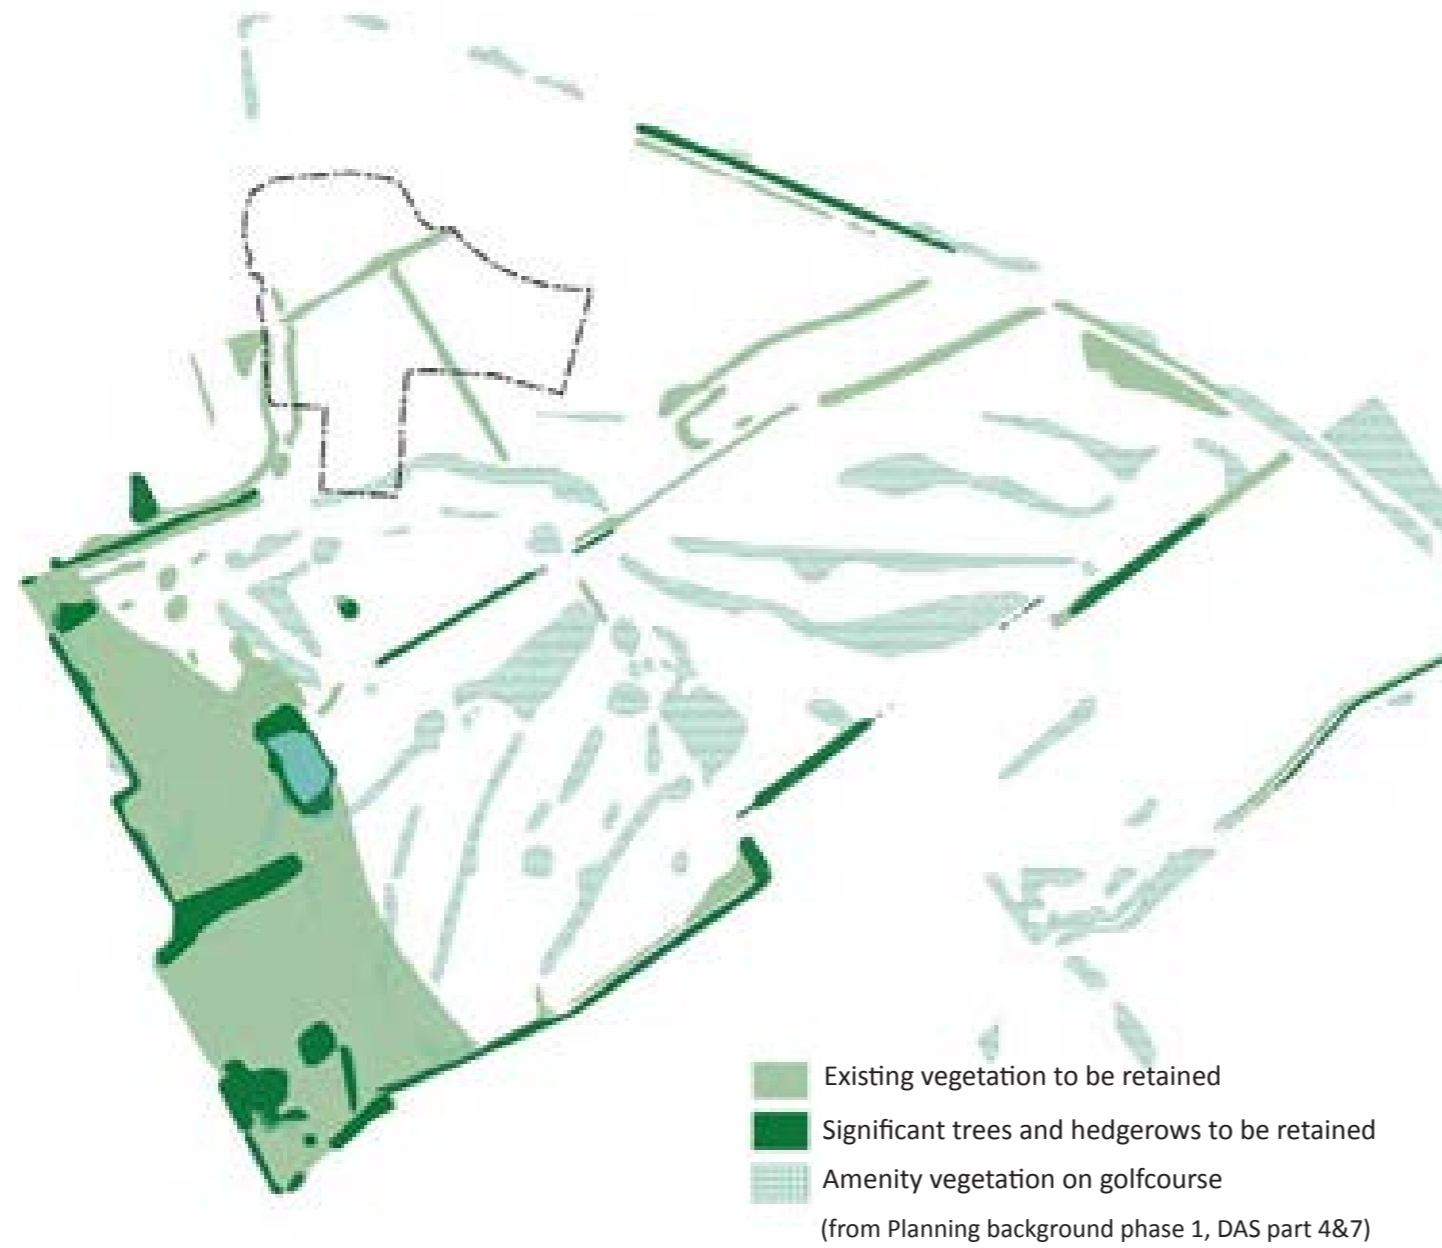 Existing vegetation to be retained
Significant trees and hedgerows to be retained
Amenity vegetation on golfcourse
(from Planning background phase 1, DAS part 4&7)